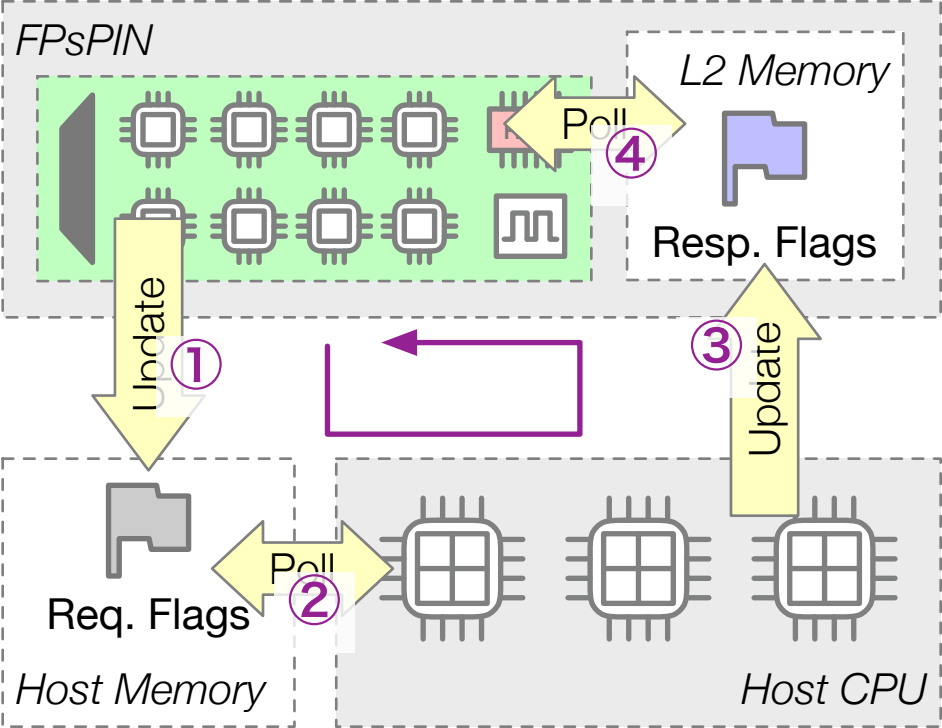 FPsPIN
L2 Memory
Poll
④
Resp. Flags
Update
①
③
Update
Poll
②
Req. Flags
Host Memory
Host CPU